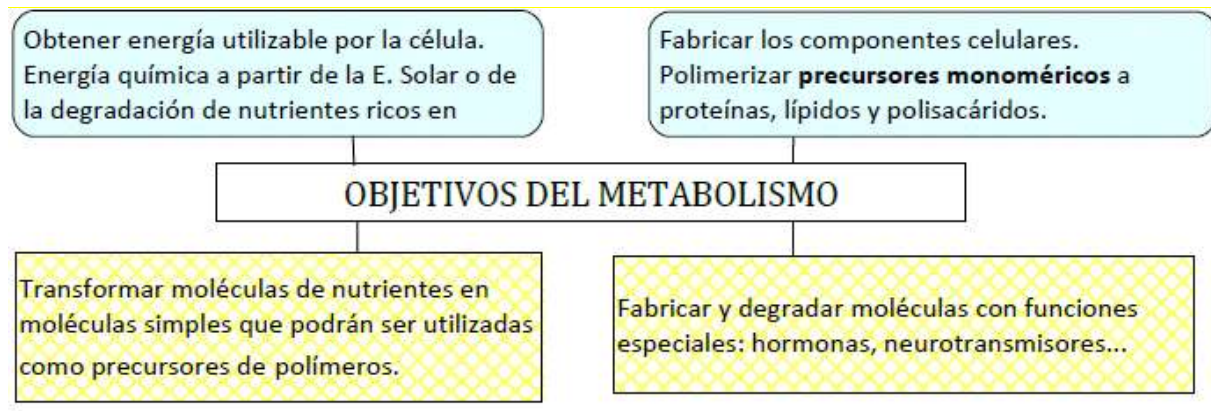 Obtener energía utilizable por la célula.
Energía química a partir de la E. Solar o de
la degradación de nutrientes ricos en
Fabricar los componentes celulares.
Polimerizar precursores monoméricos a
proteínas, lípidos y polisacáridos.
OBJETIVOS DEL METABOLISMO
Transformar moléculas de nutrientes en
moléculas simples que podrán ser utilizadas
como precursores de polímeros.
Fabricar y degradar moléculas con funciones
especiales: hormonas, neurotransmisores...